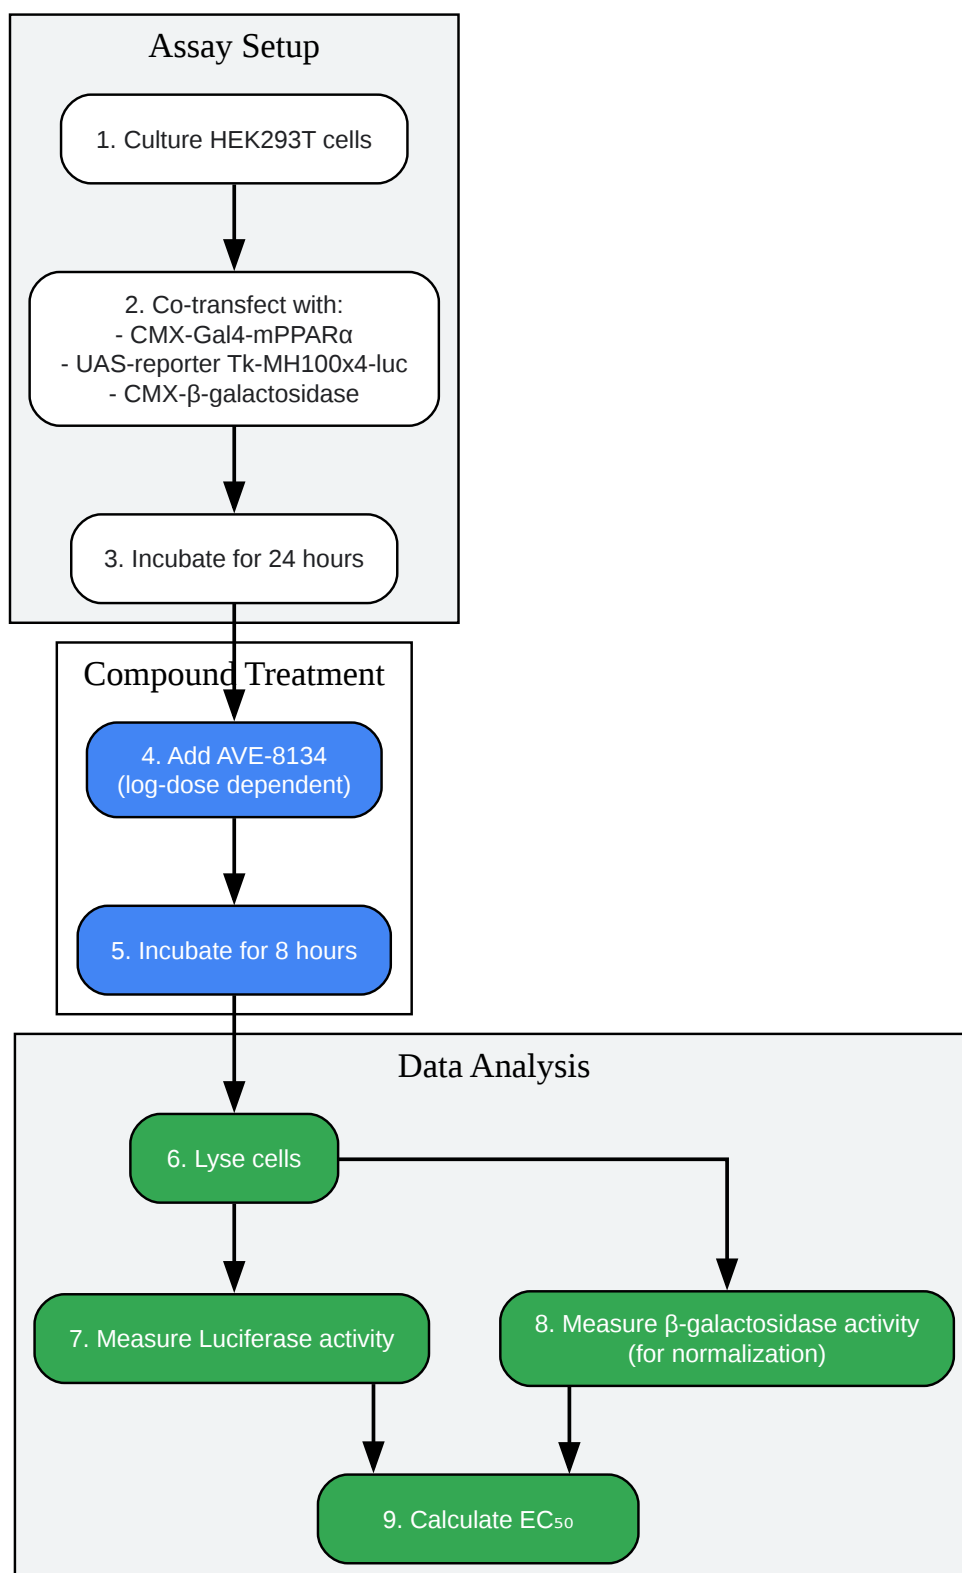 Assay Setup
1. Culture HEK293T cells
2. Co-transfect with:
- CMX-Gal4-mPPARα
- UAS-reporter Tk-MH100x4-luc
- CMX-β-galactosidase
3. Incubate for 24 hours
Compound Treatment
4. Add AVE-8134
(log-dose dependent)
5. Incubate for 8 hours
Data Analysis
6. Lyse cells
7. Measure Luciferase activity
8. Measure β-galactosidase activity
(for normalization)
9. Calculate EC₅₀